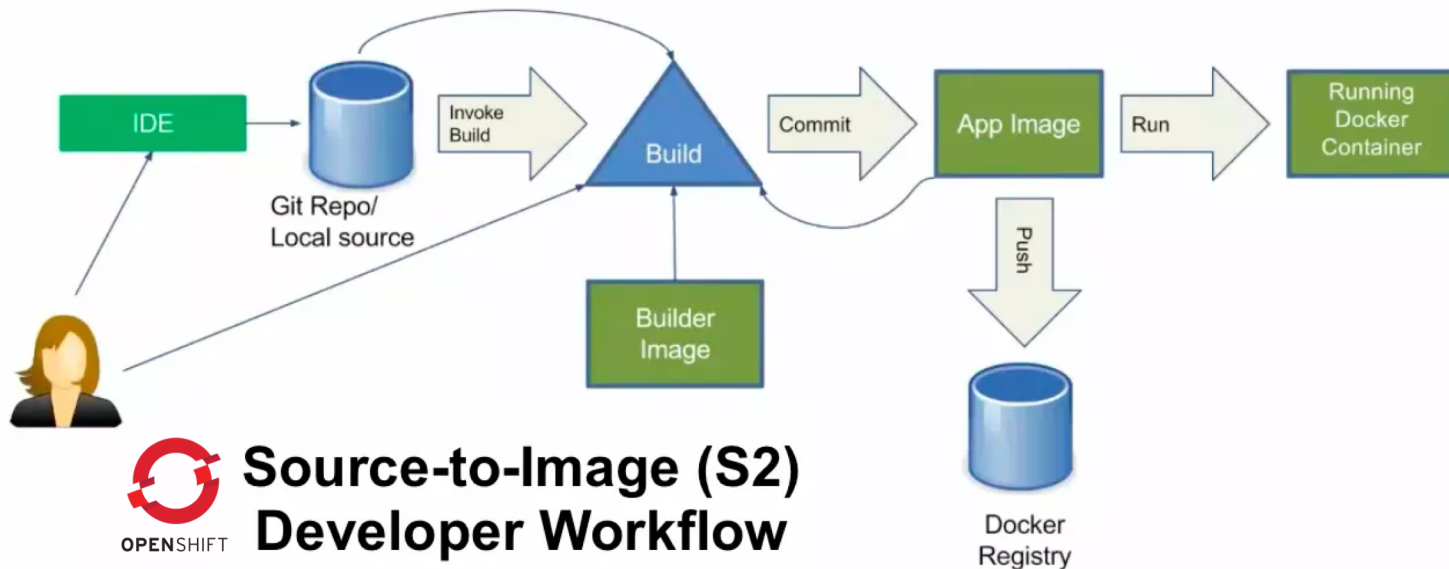 IDE
Git Repo/
Local source
Invoke
Build
Build
Commit
App Image
Run
Running
Docker
Container
Builder
Image
Push
Docker
Registry
OPENSHIFT
Source-to-Image (S2)
Developer Workflow